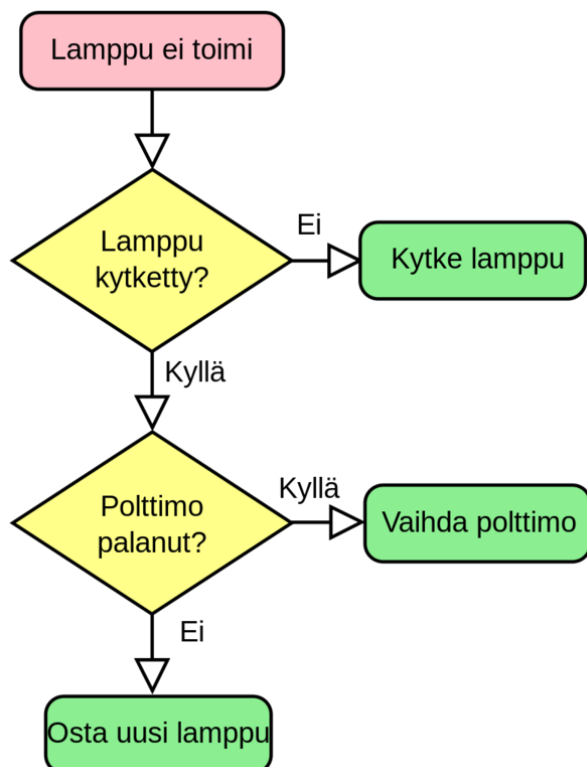 Lamppu ei toimi
Lamppu
kytketty?
Ei
Kytke lamppu
Kyllä
Polttimo
palanut?
Kyllä
Vaihda polttimo
Ei
Osta uusi lamppu